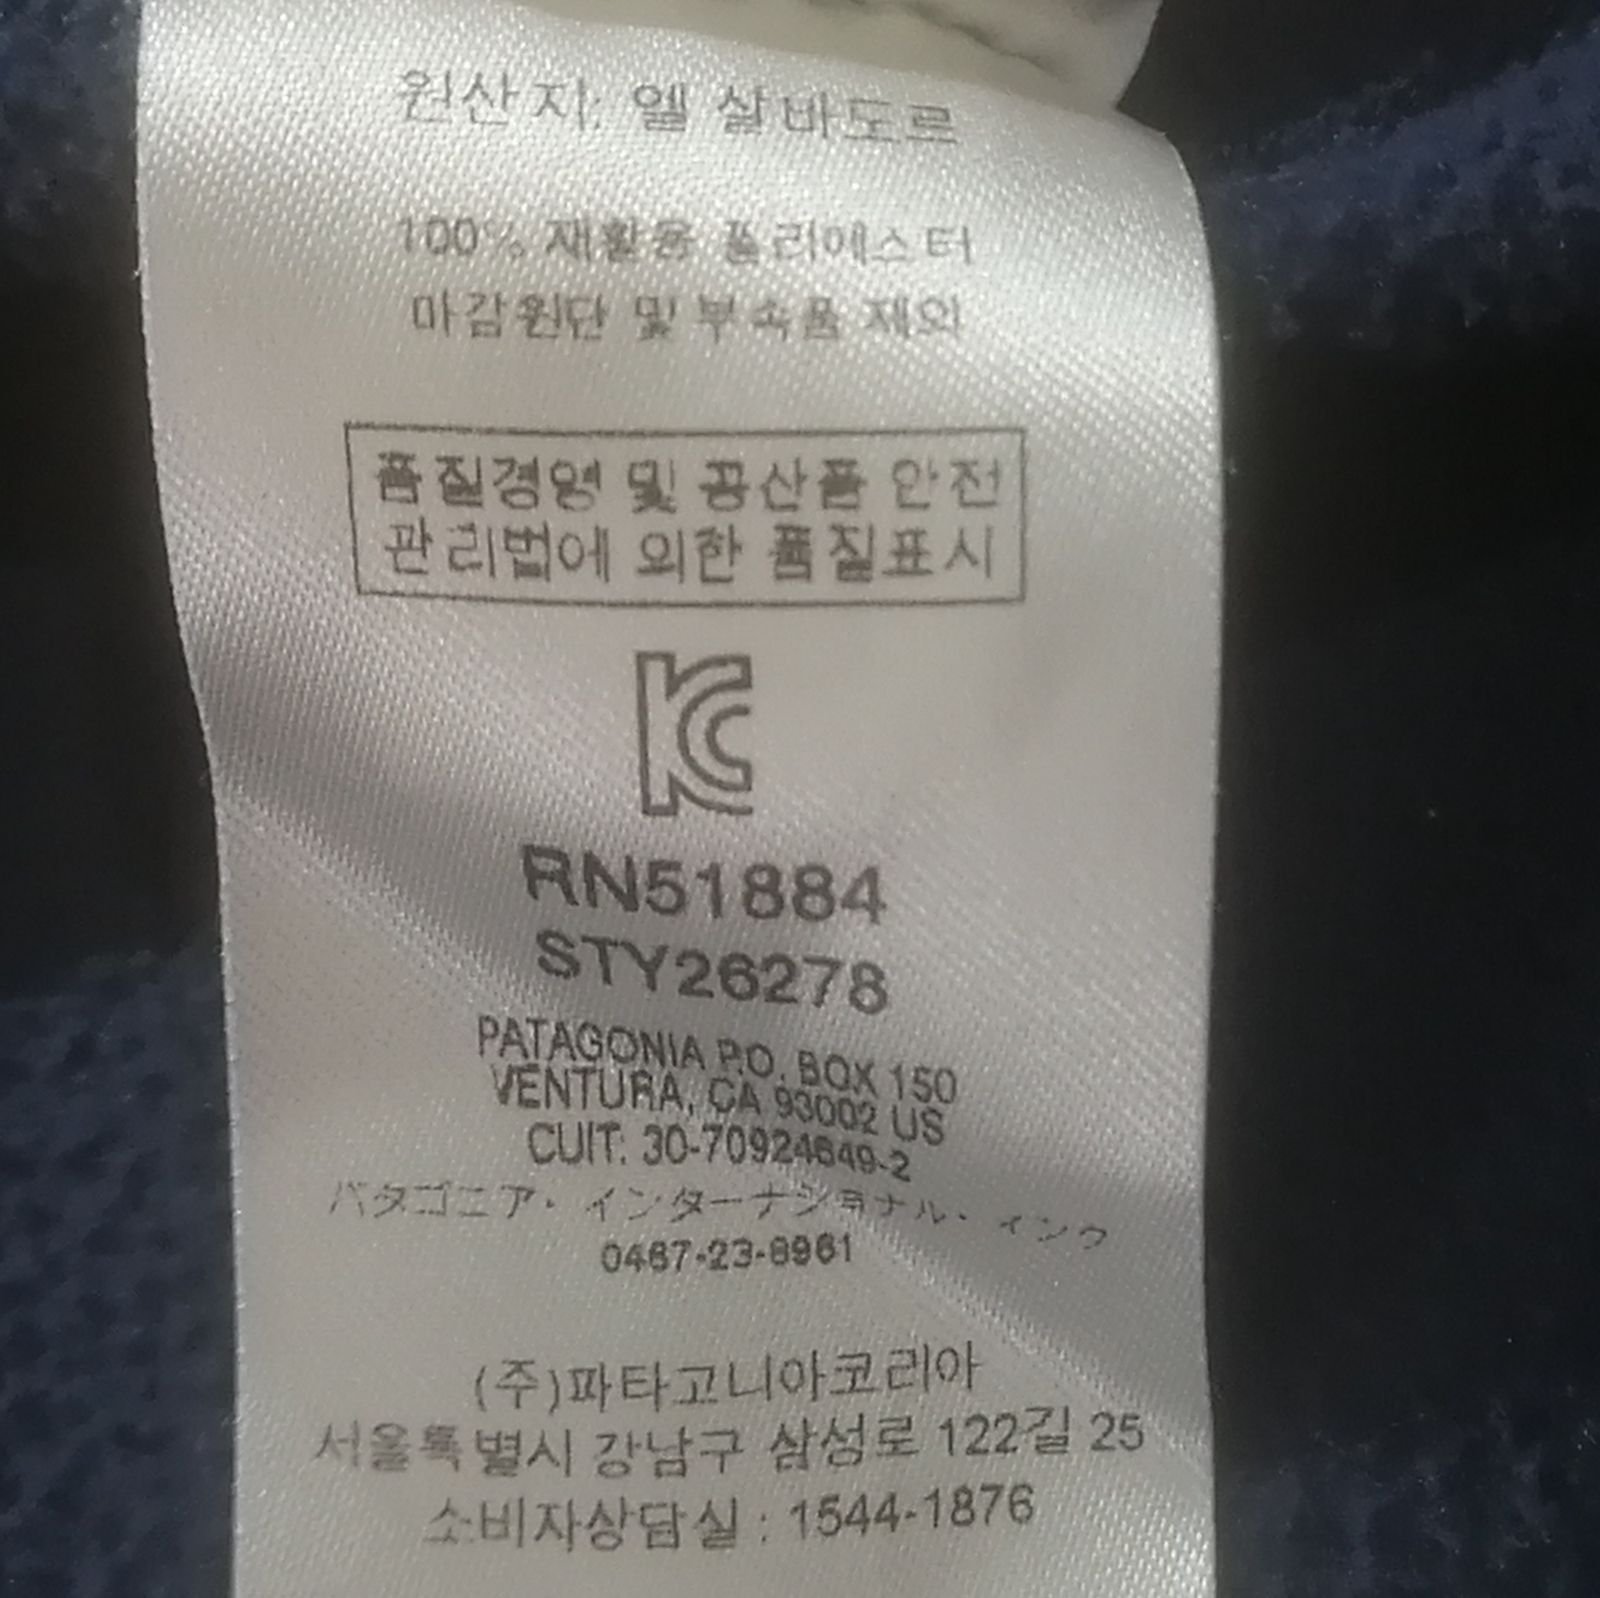 원산지: 엘 살바도르
100% 재활용 폴리에스터
마감원단 및 부속품 제외
품질경영 및 공산품 안전
관리법에 의한 품질표시
KC
RN51884
STY26278
PATAGONIA P.O. BOX 150
VENTURA, CA 93002 US
CUIT: 30-70924649-2
パタゴニア・インターナショナル・インク
0467-23-8961
(주)파타고니아코리아
서울특별시 강남구 삼성로 122길 25
소비자상담실 : 1544-1876